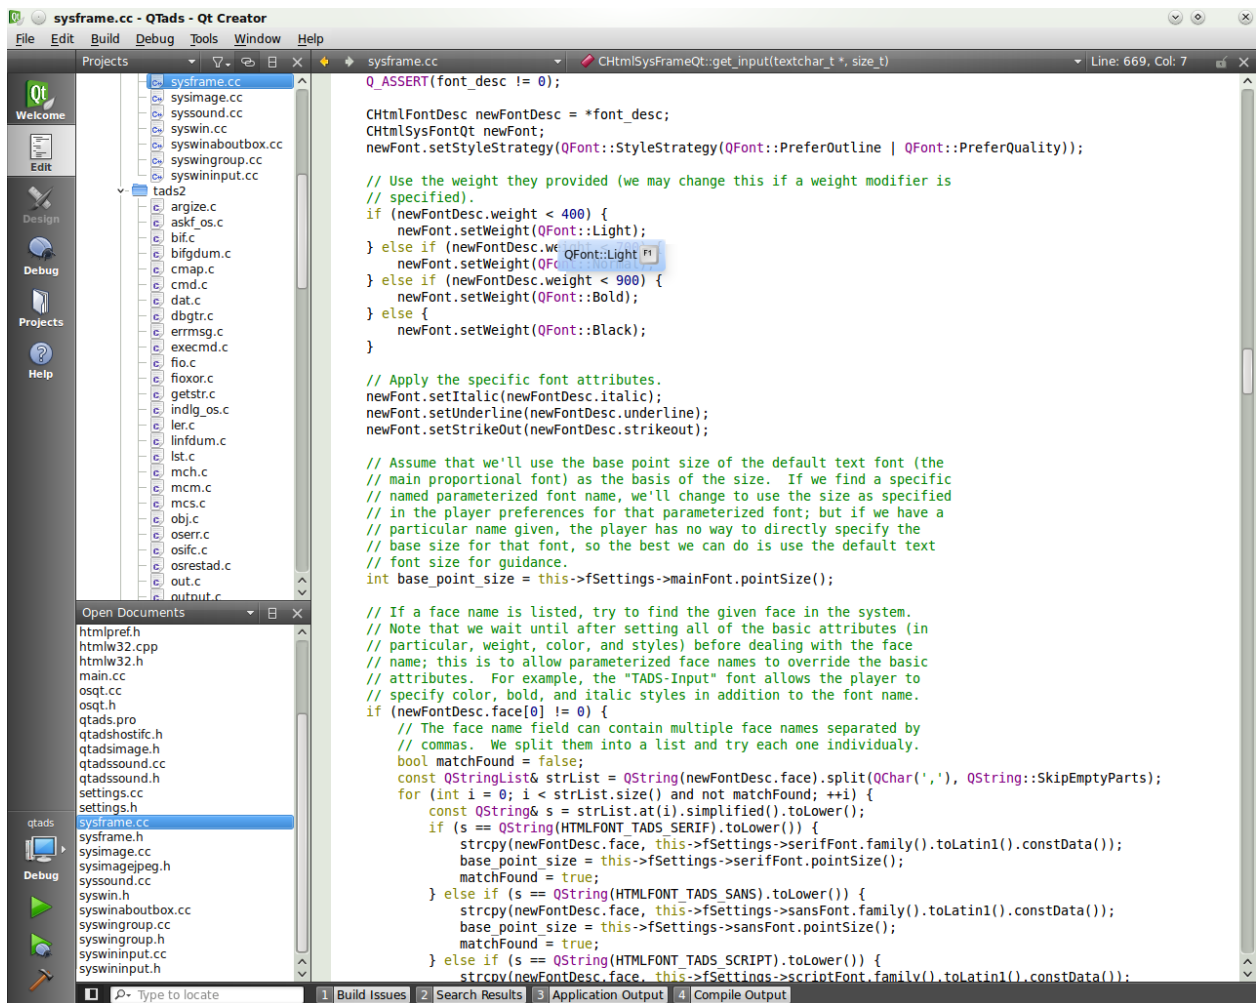 sysframe.cc - QTads - Qt Creator
File Edit Build Debug Tools Window Help
Projects
sysframe.cc
CHtmlSysFrameQt::get_input(textchar_t *, size_t)
Line: 669, Col: 7
Welcome
Edit
Design
Debug
Projects
Help
sysframe.cc
sysimage.cc
syssound.cc
syswin.cc
syswinaboutbox.cc
syswingroup.cc
syswininput.cc
tads2
argize.c
askf_os.c
bif.c
bifgdum.c
cmap.c
cmd.c
dat.c
dbgtr.c
errmsg.c
execmd.c
fio.c
fioxor.c
getstr.c
indlg_os.c
ler.c
linfdum.c
lst.c
mch.c
mcm.c
mcs.c
obj.c
oserr.c
osifc.c
osrestad.c
out.c
output.c
Open Documents
htmlpref.h
htmlw32.cpp
htmlw32.h
main.cc
osqt.cc
osqt.h
qtads.pro
qtadshostifc.h
qtadsimage.h
qtadssound.cc
qtadssound.h
settings.cc
settings.h
sysframe.cc
sysframe.h
sysimage.cc
sysimagejpeg.h
syssound.cc
syswin.h
syswinaboutbox.cc
syswingroup.cc
syswingroup.h
syswininput.cc
syswininput.h
qtads
Debug
Q_ASSERT(font_desc != 0);
CHtmlFontDesc newFontDesc = *font_desc;
CHtmlSysFontQt newFont;
newFont.setStyleStrategy(QFont::StyleStrategy(QFont::PreferOutline | QFont::PreferQuality));
// Use the weight they provided (we may change this if a weight modifier is
// specified).
if (newFontDesc.weight < 400) {
newFont.setWeight(QFont::Light);
} else if (newFontDesc.weight < 700) {
newFont.setWeight(QFont::Normal);
QFont::Light F1
} else if (newFontDesc.weight < 900) {
newFont.setWeight(QFont::Bold);
} else {
newFont.setWeight(QFont::Black);
}
// Apply the specific font attributes.
newFont.setItalic(newFontDesc.italic);
newFont.setUnderline(newFontDesc.underline);
newFont.setStrikeOut(newFontDesc.strikeout);
// Assume that we'll use the base point size of the default text font (the
// main proportional font) as the basis of the size.  If we find a specific
// named parameterized font name, we'll change to use the size as specified
// in the player preferences for that parameterized font; but if we have a
// particular name given, the player has no way to directly specify the
// base size for that font, so the best we can do is use the default text
// font size for guidance.
int base_point_size = this->fSettings->mainFont.pointSize();
// If a face name is listed, try to find the given face in the system.
// Note that we wait until after setting all of the basic attributes (in
// particular, weight, color, and styles) before dealing with the face
// name; this is to allow parameterized face names to override the basic
// attributes.  For example, the "TADS-Input" font allows the player to
// specify color, bold, and italic styles in addition to the font name.
if (newFontDesc.face[0] != 0) {
// The face name field can contain multiple face names separated by
// commas.  We split them into a list and try each one individualy.
bool matchFound = false;
const QStringList& strList = QString(newFontDesc.face).split(QChar(','), QString::SkipEmptyParts);
for (int i = 0; i < strList.size() and not matchFound; ++i) {
const QString& s = strList.at(i).simplified().toLower();
if (s == QString(HTMLFONT_TADS_SERIF).toLower()) {
strcpy(newFontDesc.face, this->fSettings->serifFont.family().toLatin1().constData());
base_point_size = this->fSettings->serifFont.pointSize();
matchFound = true;
} else if (s == QString(HTMLFONT_TADS_SANS).toLower()) {
strcpy(newFontDesc.face, this->fSettings->sansFont.family().toLatin1().constData());
base_point_size = this->fSettings->sansFont.pointSize();
matchFound = true;
} else if (s == QString(HTMLFONT_TADS_SCRIPT).toLower()) {
strcpy(newFontDesc.face, this->fSettings->scriptFont.family().toLatin1().constData());
Type to locate
1 Build Issues 2 Search Results 3 Application Output 4 Compile Output